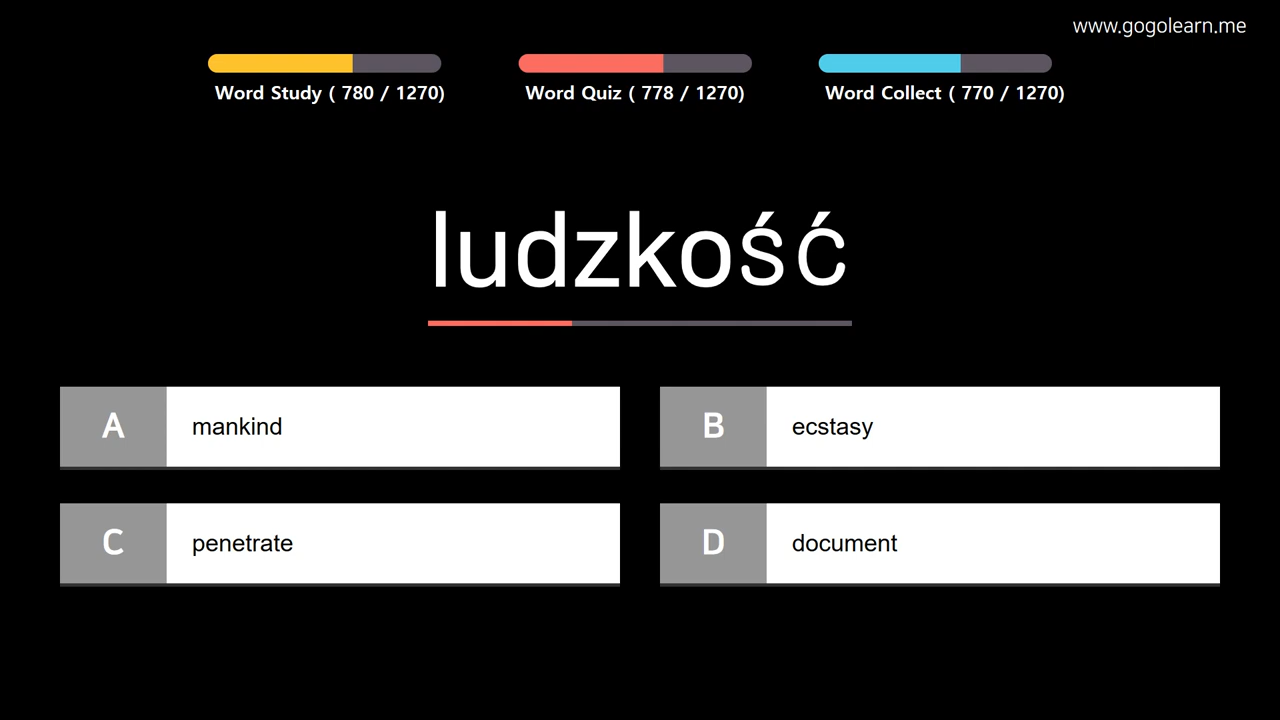 www.gogolearn.me
Word Study ( 780 / 1270)
Word Quiz ( 778 / 1270)
Word Collect ( 770 / 1270)
ludzkość
A mankind
B ecstasy
C penetrate
D document